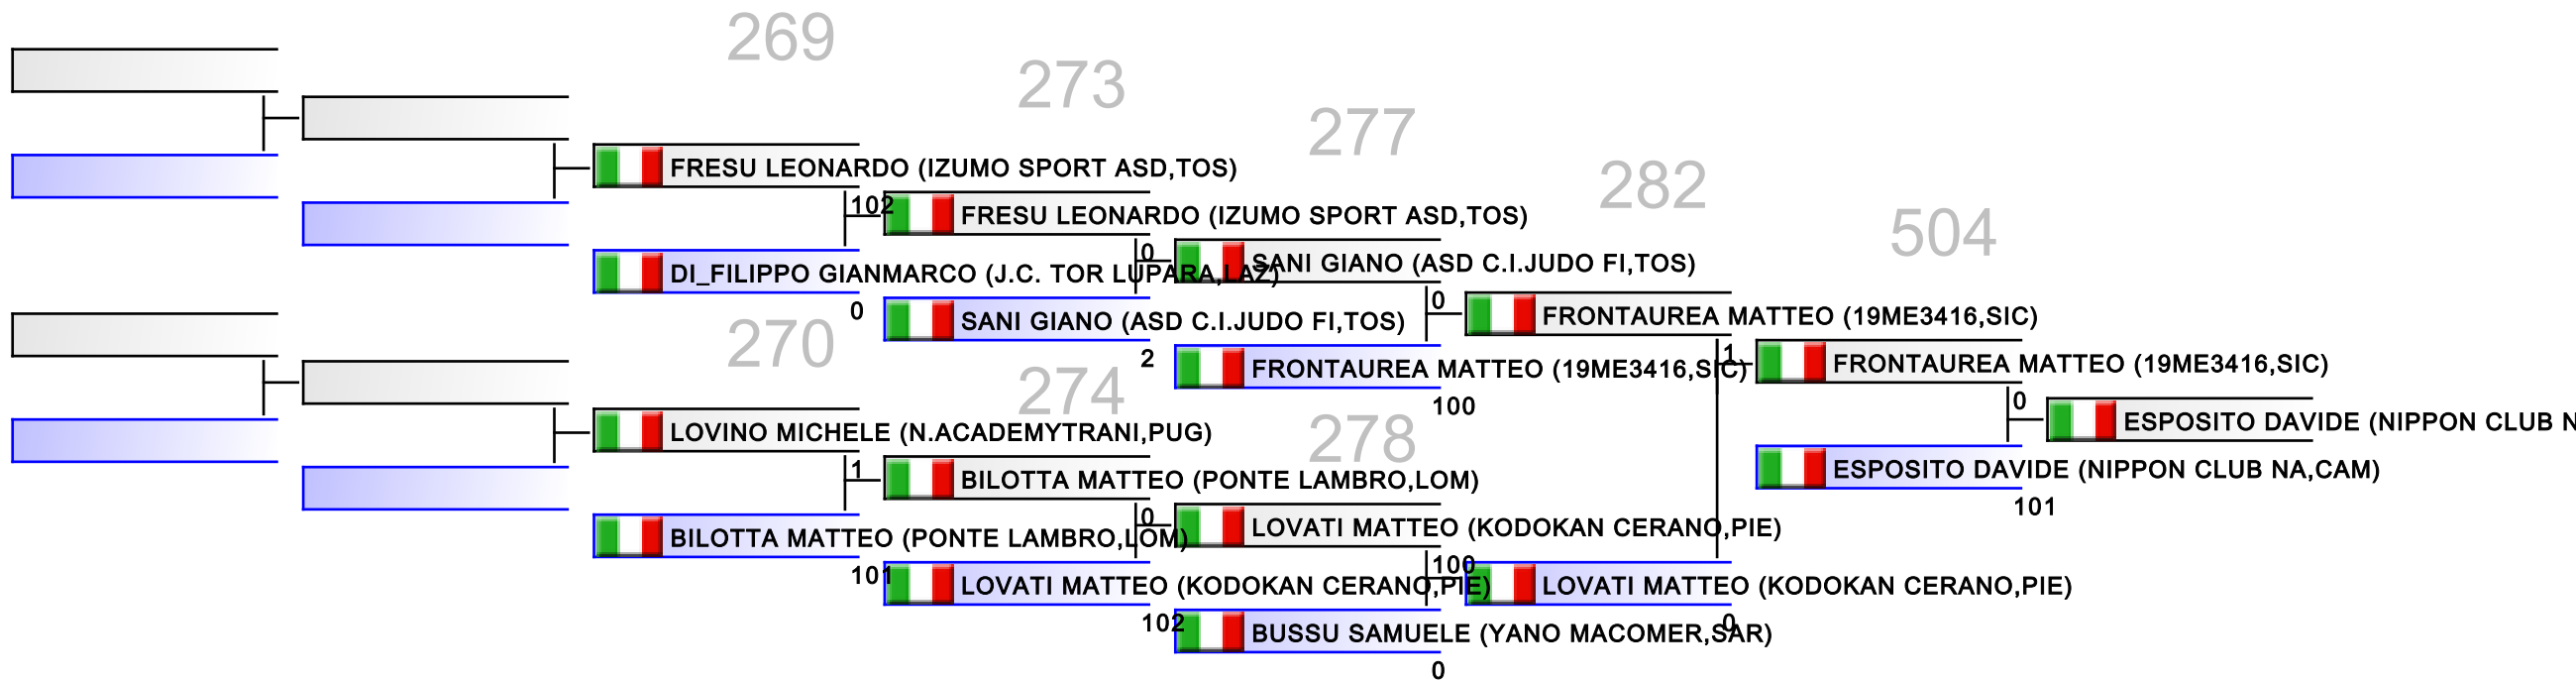 269
273
277
282
504
FRESU LEONARDO (IZUMO SPORT ASD,TOS)
102
FRESU LEONARDO (IZUMO SPORT ASD,TOS)
0
SANI GIANO (ASD C.I.JUDO FI,TOS)
DI_FILIPPO GIANMARCO (J.C. TOR LUPARA,LAZ)
0
SANI GIANO (ASD C.I.JUDO FI,TOS)
2
0
FRONTAUREA MATTEO (19ME3416,SIC)
FRONTAUREA MATTEO (19ME3416,SIC)
100
1
FRONTAUREA MATTEO (19ME3416,SIC)
0
ESPOSITO DAVIDE (NIPPON CLUB N
ESPOSITO DAVIDE (NIPPON CLUB NA,CAM)
101
270
274
278
LOVINO MICHELE (N.ACADEMYTRANI,PUG)
1
BILOTTA MATTEO (PONTE LAMBRO,LOM)
0
LOVATI MATTEO (KODOKAN CERANO,PIE)
BILOTTA MATTEO (PONTE LAMBRO,LOM)
101
LOVATI MATTEO (KODOKAN CERANO,PIE)
102
100
LOVATI MATTEO (KODOKAN CERANO,PIE)
0
BUSSU SAMUELE (YANO MACOMER,SAR)
0